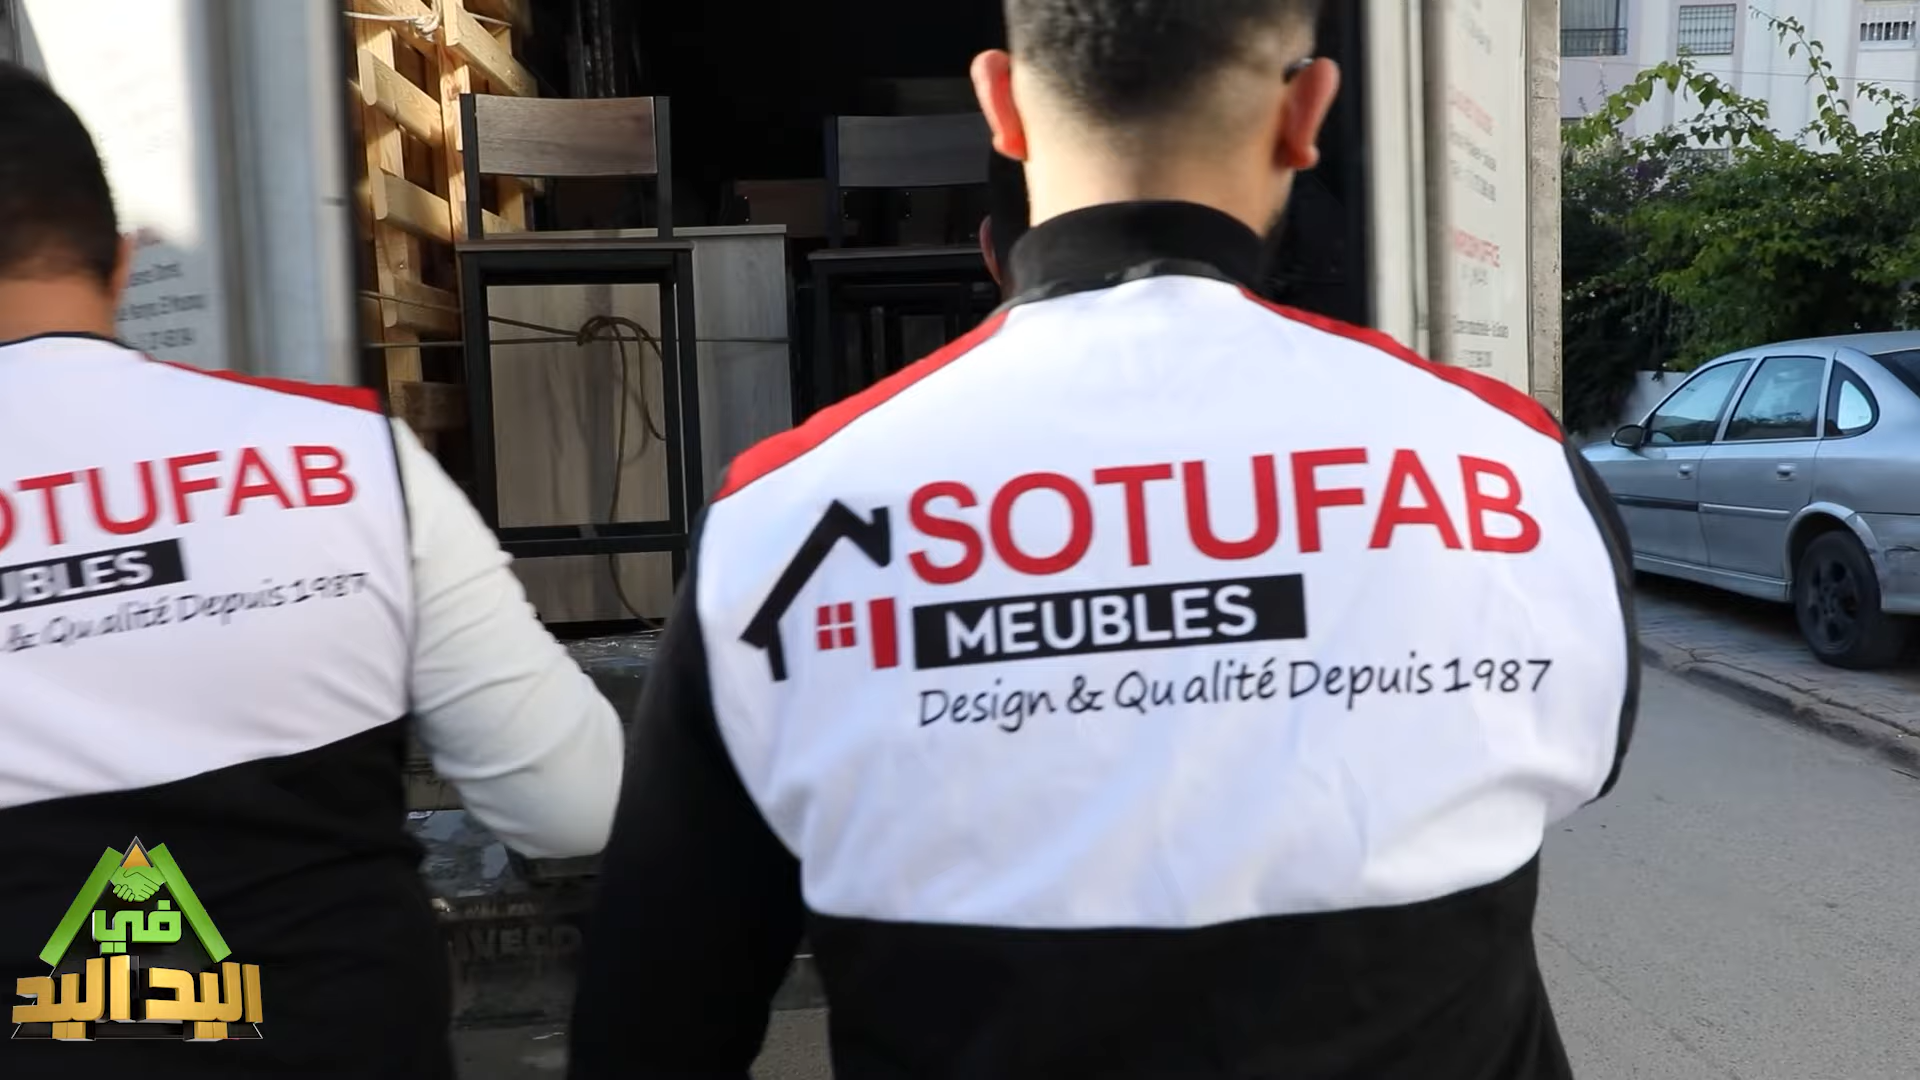 OTUFAB
UBLES
& Qualité Depuis 1987
SOTUFAB
MEUBLES
Design & Qualité Depuis 1987
في
اليد اليد